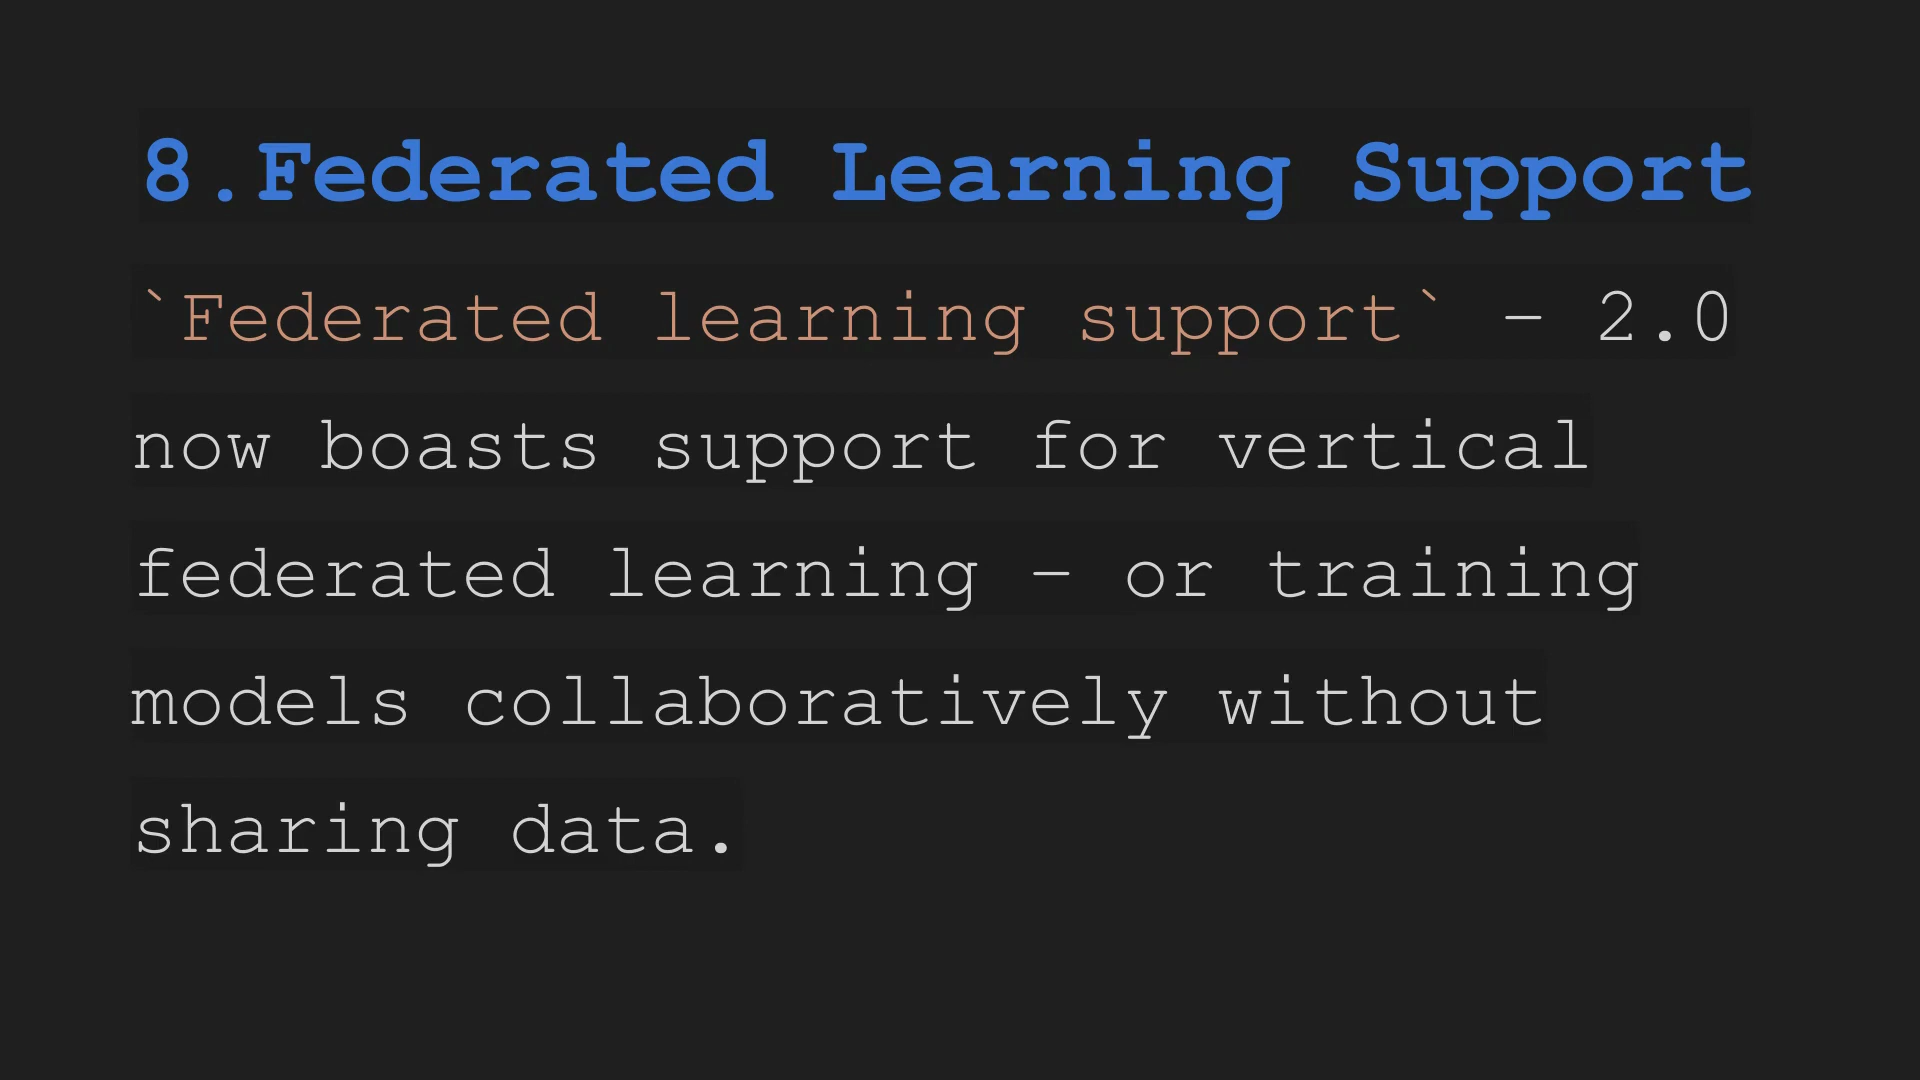 8.Federated Learning Support
`Federated learning support` - 2.0
now boasts support for vertical
federated learning - or training
models collaboratively without
sharing data.